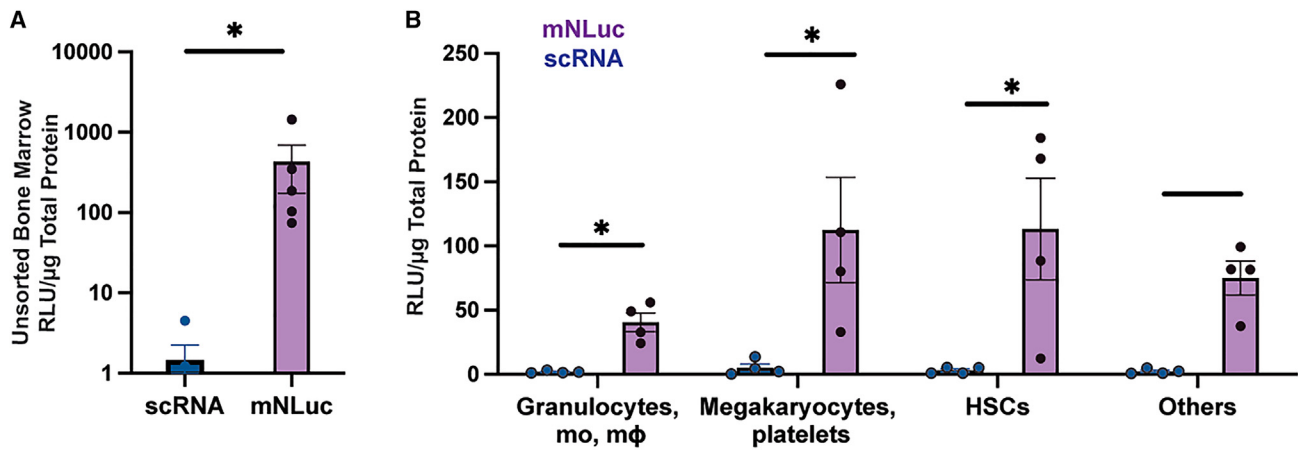 A
Unsorted Bone Marrow
RLU/µg Total Protein
10000
1000
100
10
1
*
scRNA
mNLuc
B
mNLuc
scRNA
RLU/µg Total Protein
250
200
150
100
50
0
*
*
*
Granulocytes,
mo, mϕ
Megakaryocytes,
platelets
HSCs
Others